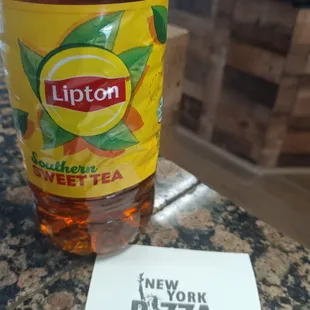 Lipton
Southern
SWEET TEA
NEW
YORK
PIZZA